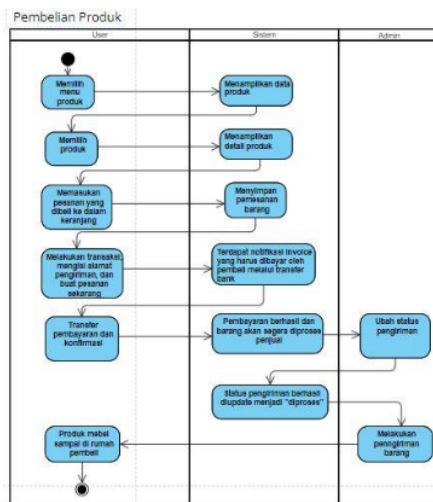 Pembelian Produk
User
Sistem
Admin
Memilih
menu
produk
Menampilkan data
produk
Memilih
produk
Menampilkan
detail produk
Memasukan
pesanan yang
dibeli ke dalam
keranjang
Menyimpan
pemesanan
barang
Melakukan transaksi,
mengisi alamat
pengiriman, dan
buat pesanan
sekarang
Terdapat notifikasi invoice
yang harus dibayar oleh
pembeli melalui transfer
bank
Transfer
pembayaran dan
konfirmasi
Pembayaran berhasil dan
barang akan segera diproses
penjual
Ubah status
pengiriman
Status pengiriman berhasil
diupdate menjadi "diproses"
Produk mebel
sampai di rumah
pembeli
Melakukan
penngiriman
barang